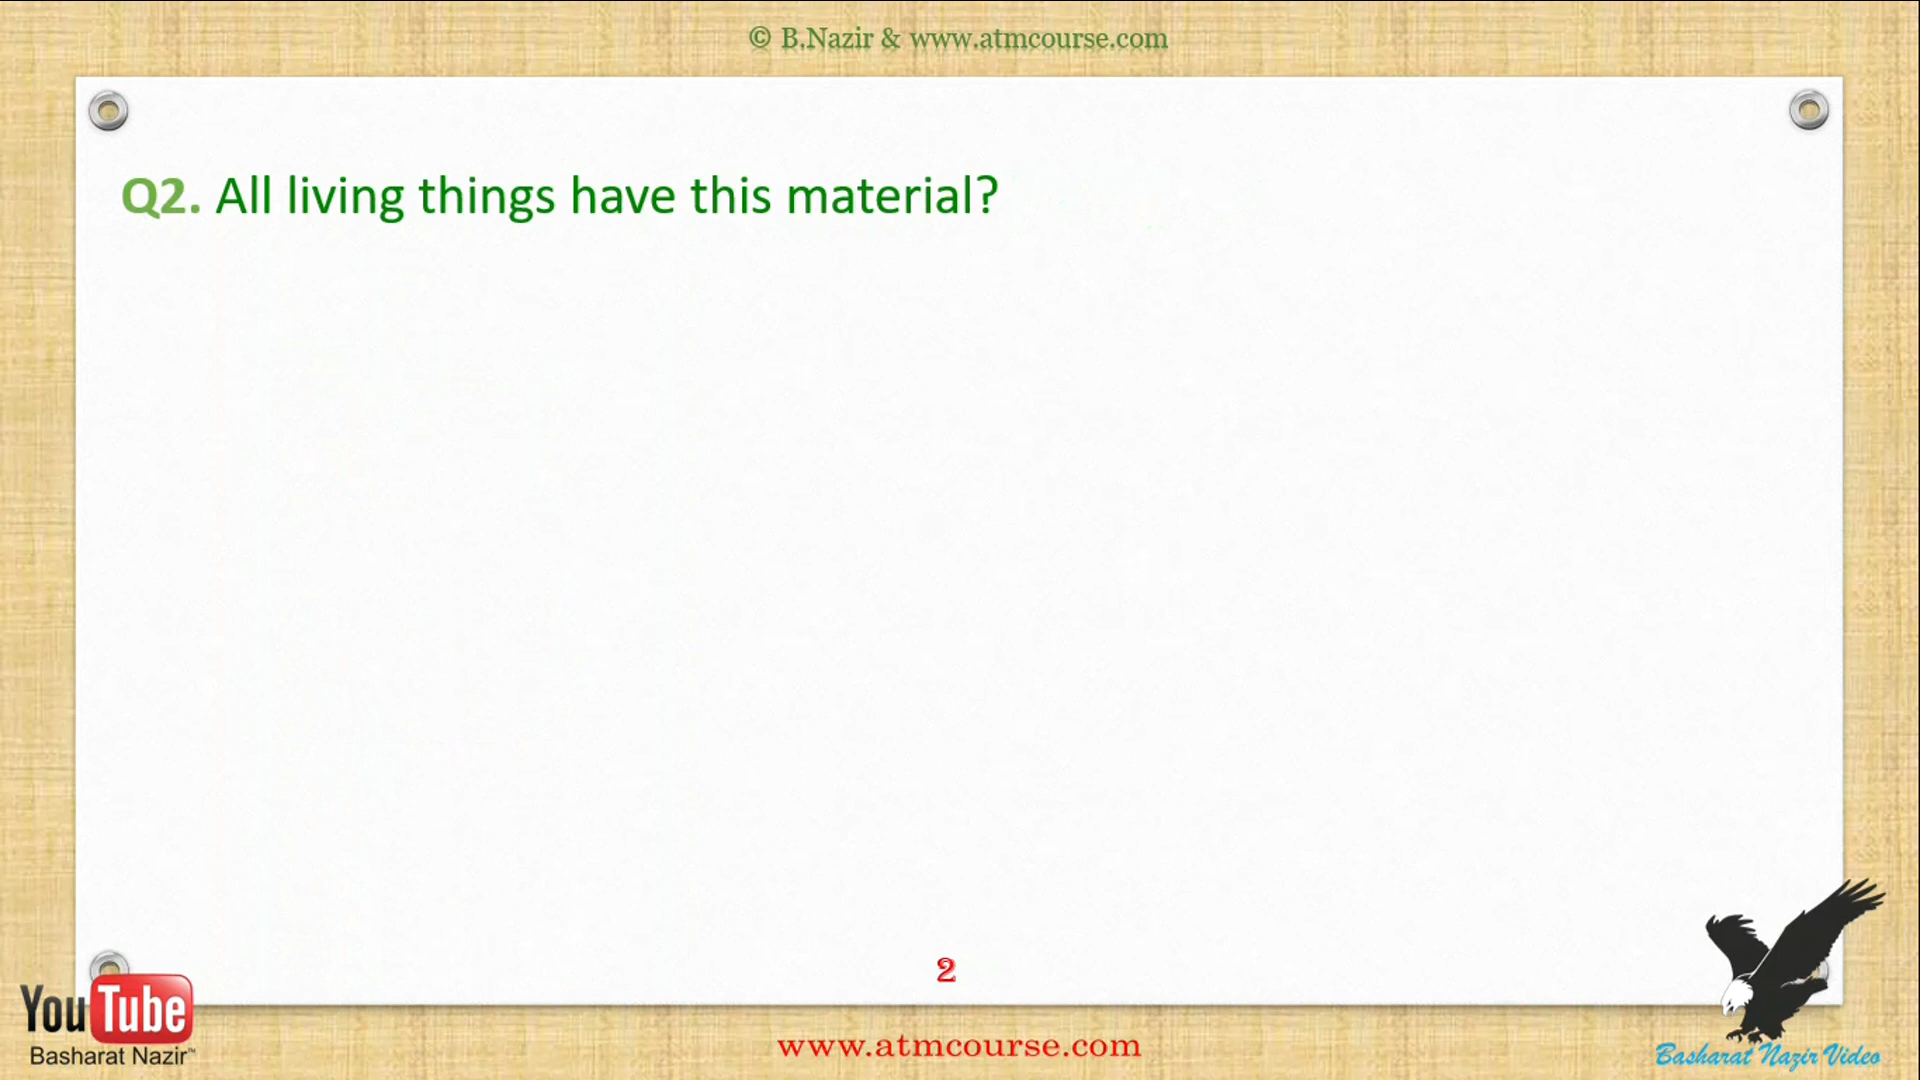 © B.Nazir & www.atmcourse.com
Q2. All living things have this material?
2
YouTube
Basharat Nazir™
www.atmcourse.com
Basharat Nazir Video